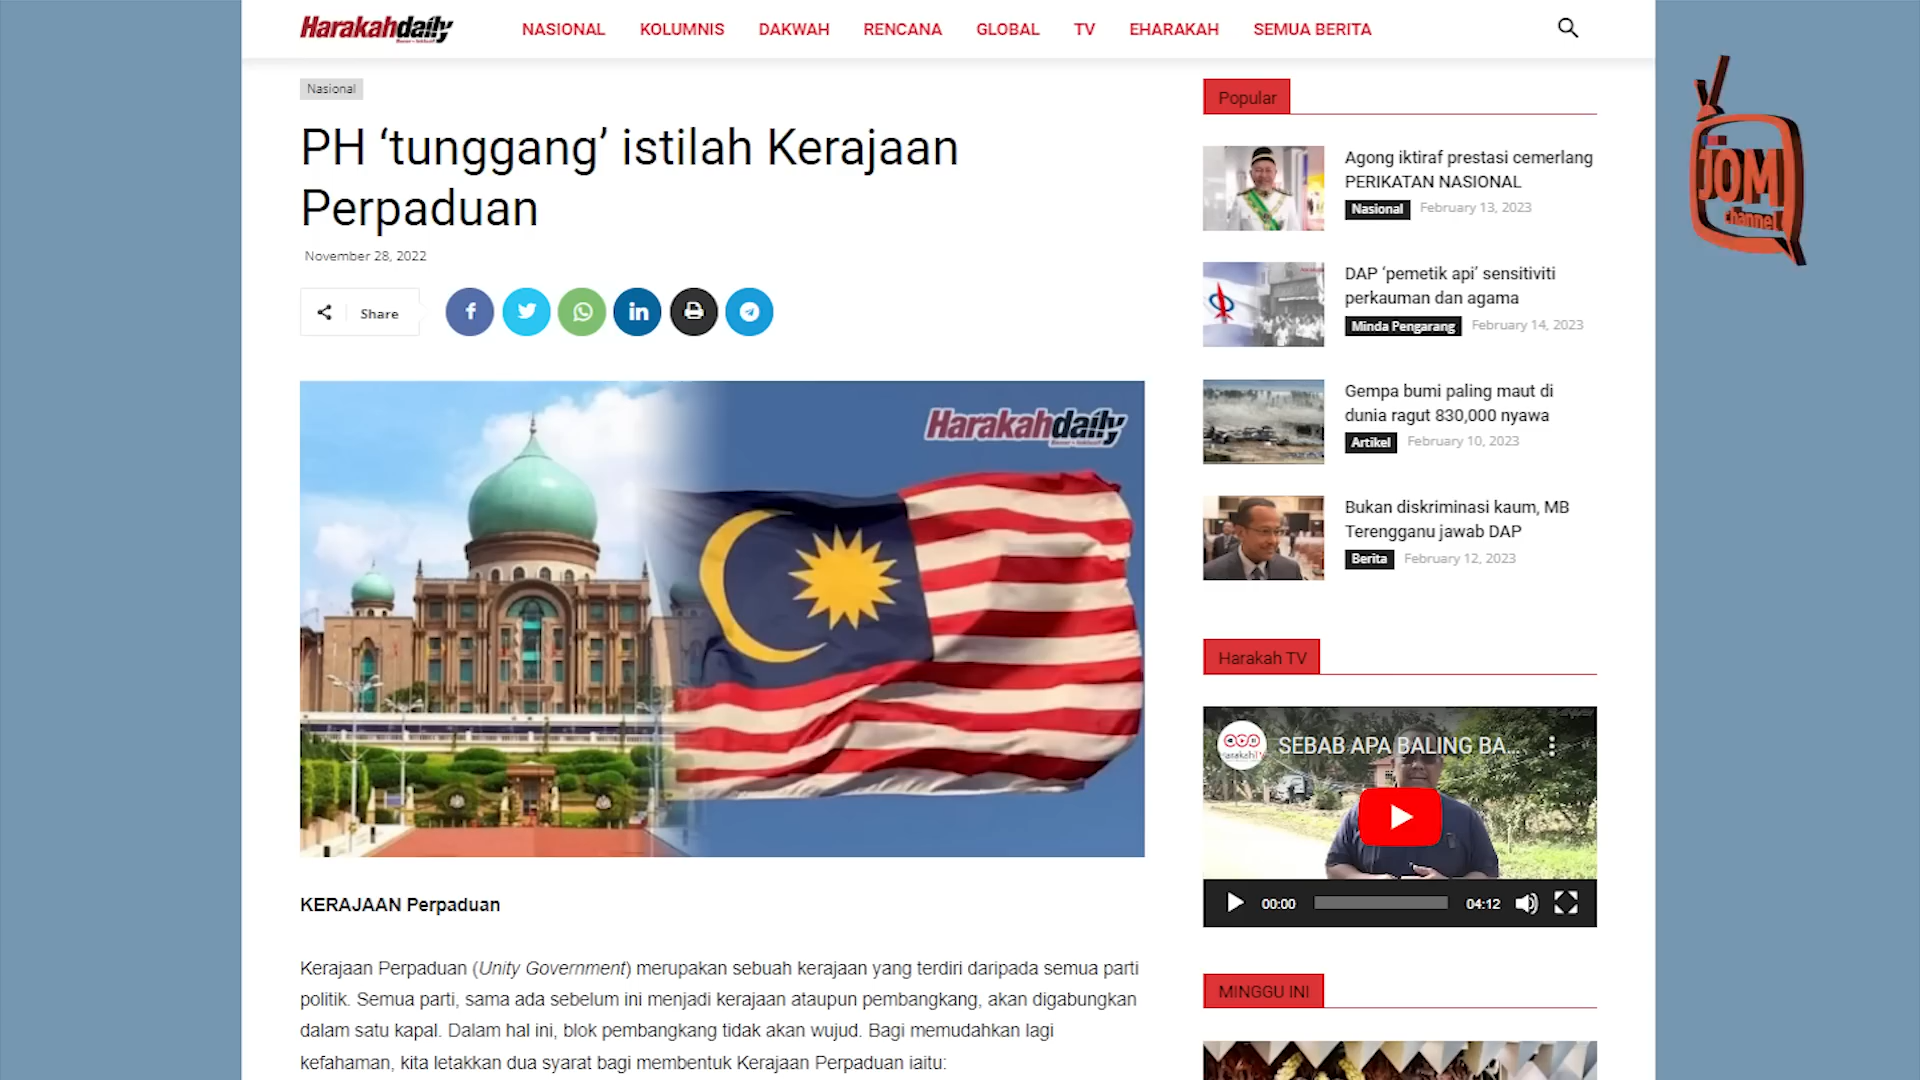 Harakahdaily
NASIONAL KOLUMNIS DAKWAH RENCANA GLOBAL TV EHARAKAH SEMUA BERITA
Nasional
PH ‘tunggang’ istilah Kerajaan
Perpaduan
November 28, 2022
Share
Harakahdaily
KERAJAAN Perpaduan
Kerajaan Perpaduan (Unity Government) merupakan sebuah kerajaan yang terdiri daripada semua parti
politik. Semua parti, sama ada sebelum ini menjadi kerajaan ataupun pembangkang, akan digabungkan
dalam satu kapal. Dalam hal ini, blok pembangkang tidak akan wujud. Bagi memudahkan lagi
kefahaman, kita letakkan dua syarat bagi membentuk Kerajaan Perpaduan iaitu:
Popular
Agong iktiraf prestasi cemerlang
PERIKATAN NASIONAL
Nasional February 13, 2023
DAP ‘pemetik api’ sensitiviti
perkauman dan agama
Minda Pengarang February 14, 2023
Gempa bumi paling maut di
dunia ragut 830,000 nyawa
Artikel February 10, 2023
Bukan diskriminasi kaum, MB
Terengganu jawab DAP
Berita February 12, 2023
Harakah TV
SEBAB APA BALING BA...
00:00 04:12
MINGGU INI
JOM
channel